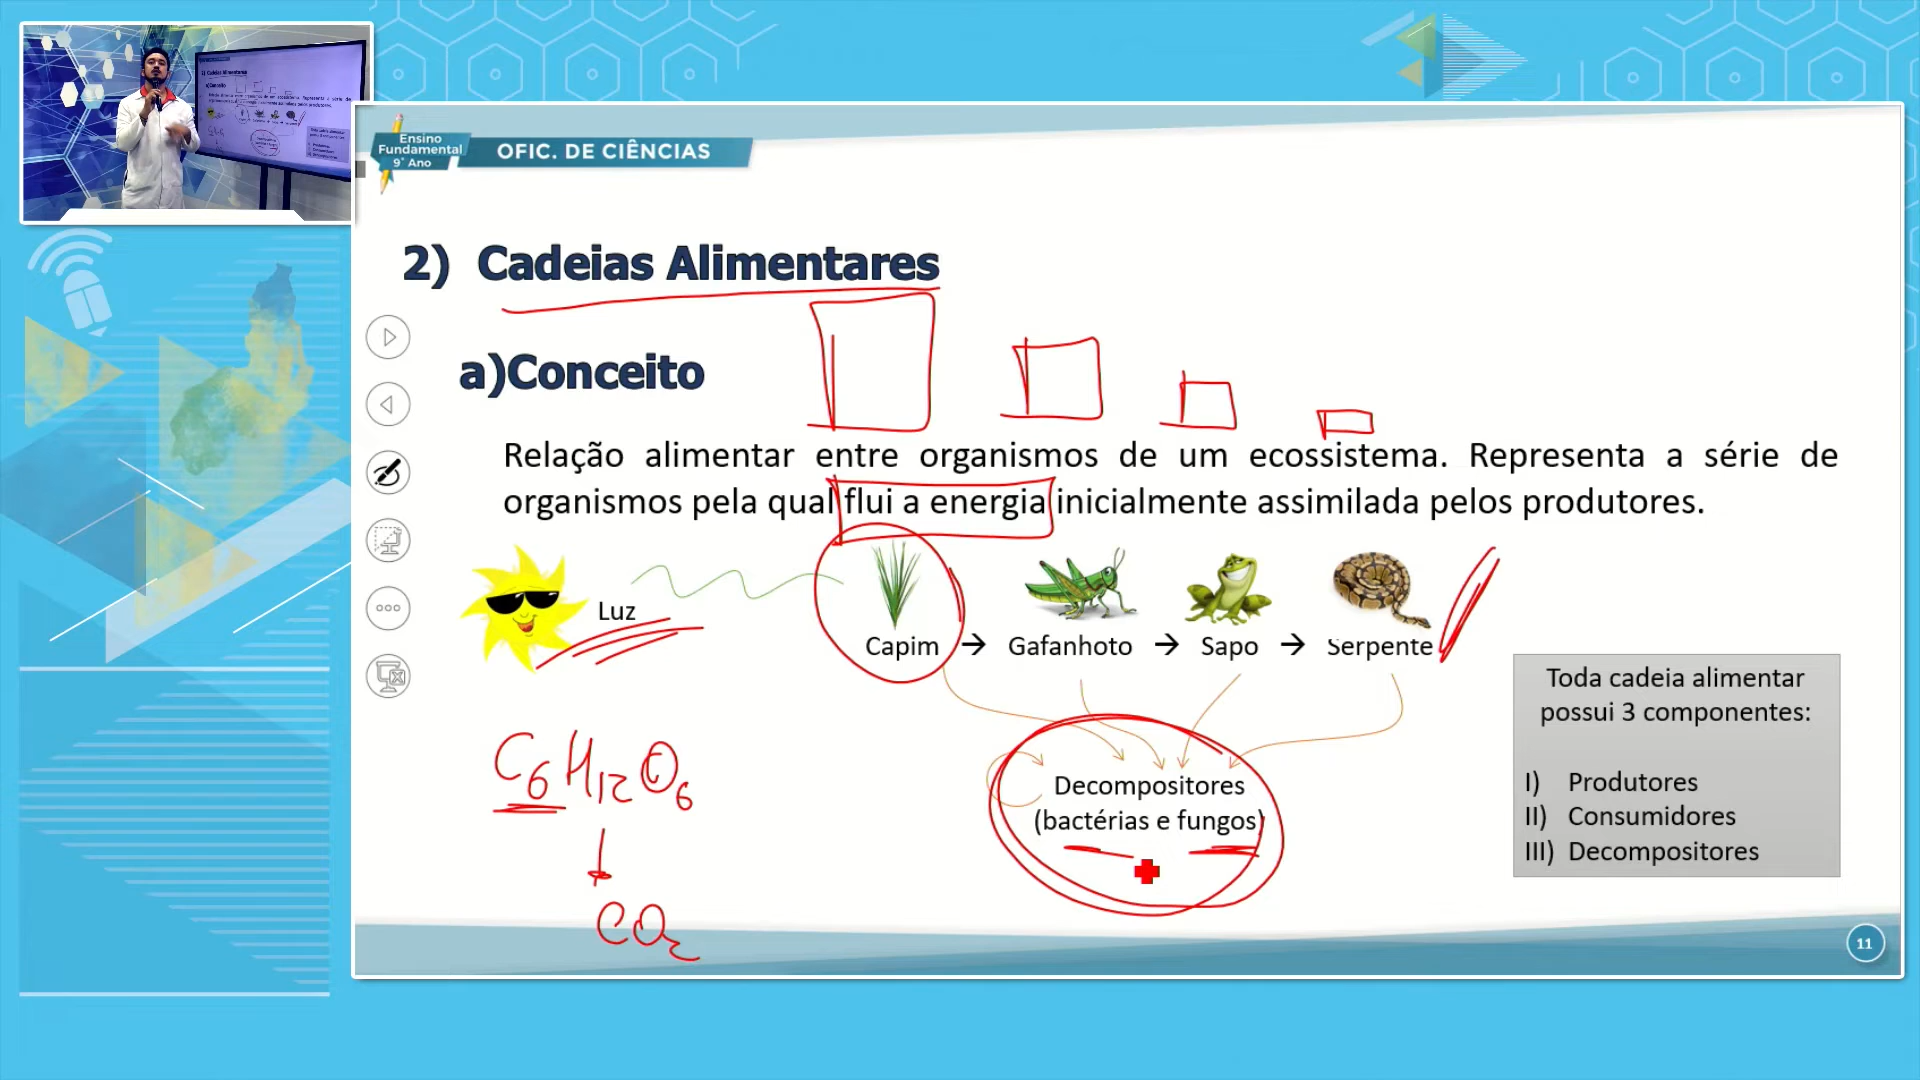 Ensino
Fundamental
9° Ano
OFIC. DE CIÊNCIAS
2) Cadeias Alimentares
a)Conceito
Relação alimentar entre organismos de um ecossistema. Representa a série de
organismos pela qual flui a energia inicialmente assimilada pelos produtores.
Luz
Capim → Gafanhoto → Sapo → Serpente
Decompositores
(bactérias e fungos)
C6H12O6
CO2
Toda cadeia alimentar
possui 3 componentes:
I) Produtores
II) Consumidores
III) Decompositores
11